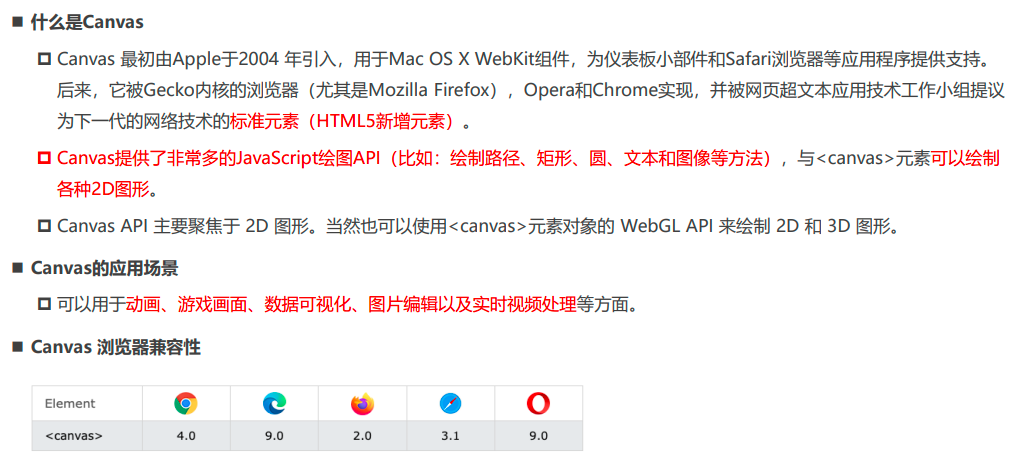 什么是Canvas
Canvas 最初由Apple于2004 年引入，用于Mac OS X WebKit组件，为仪表板小部件和Safari浏览器等应用程序提供支持。
后来，它被Gecko内核的浏览器（尤其是Mozilla Firefox），Opera和Chrome实现，并被网页超文本应用技术工作小组提议
为下一代的网络技术的标准元素（HTML5新增元素）。
Canvas提供了非常多的JavaScript绘图API（比如：绘制路径、矩形、圆、文本和图像等方法），与<canvas>元素可以绘制
各种2D图形。
Canvas API 主要聚焦于 2D 图形。当然也可以使用<canvas>元素对象的 WebGL API 来绘制 2D 和 3D 图形。
Canvas的应用场景
可以用于动画、游戏画面、数据可视化、图片编辑以及实时视频处理等方面。
Canvas 浏览器兼容性
Element
<canvas> 4.0 9.0 2.0 3.1 9.0